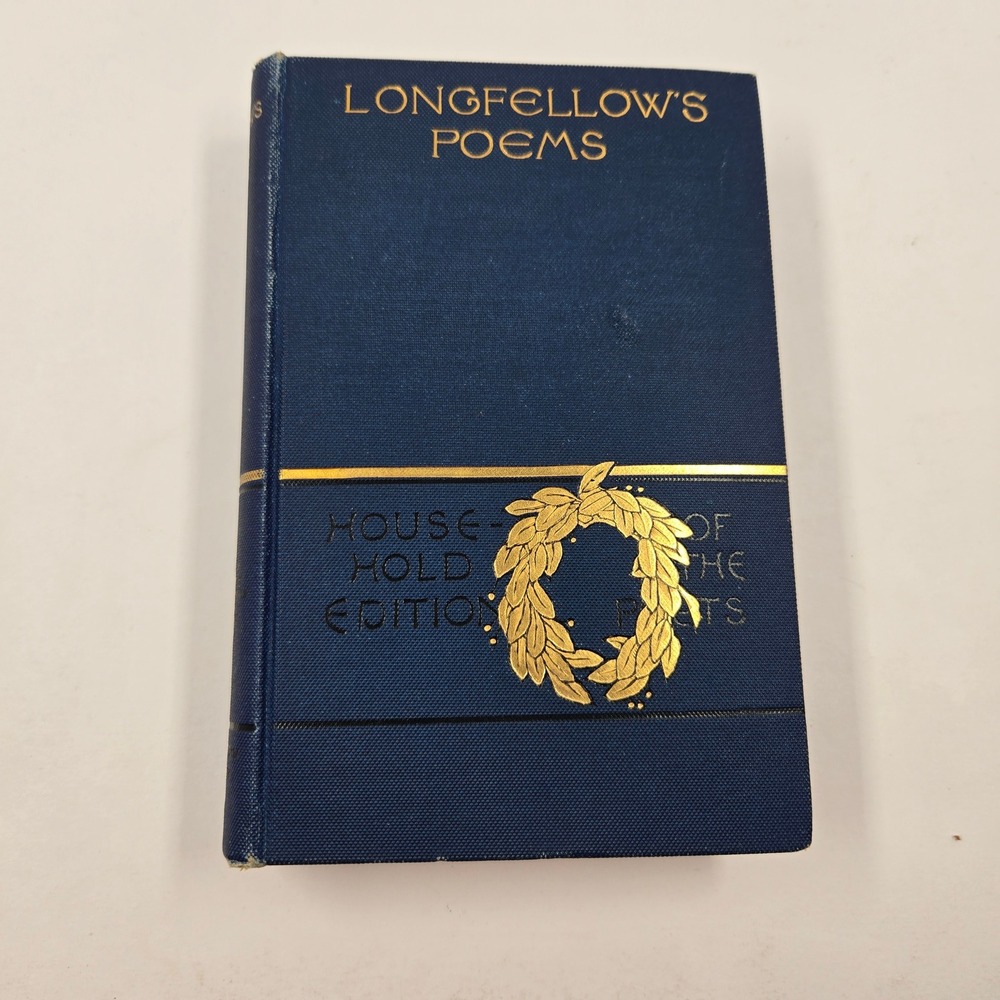 LONGFELLOW'S
POEMS
HOUSE-
HOLD
EDITION
OF
THE
POETS